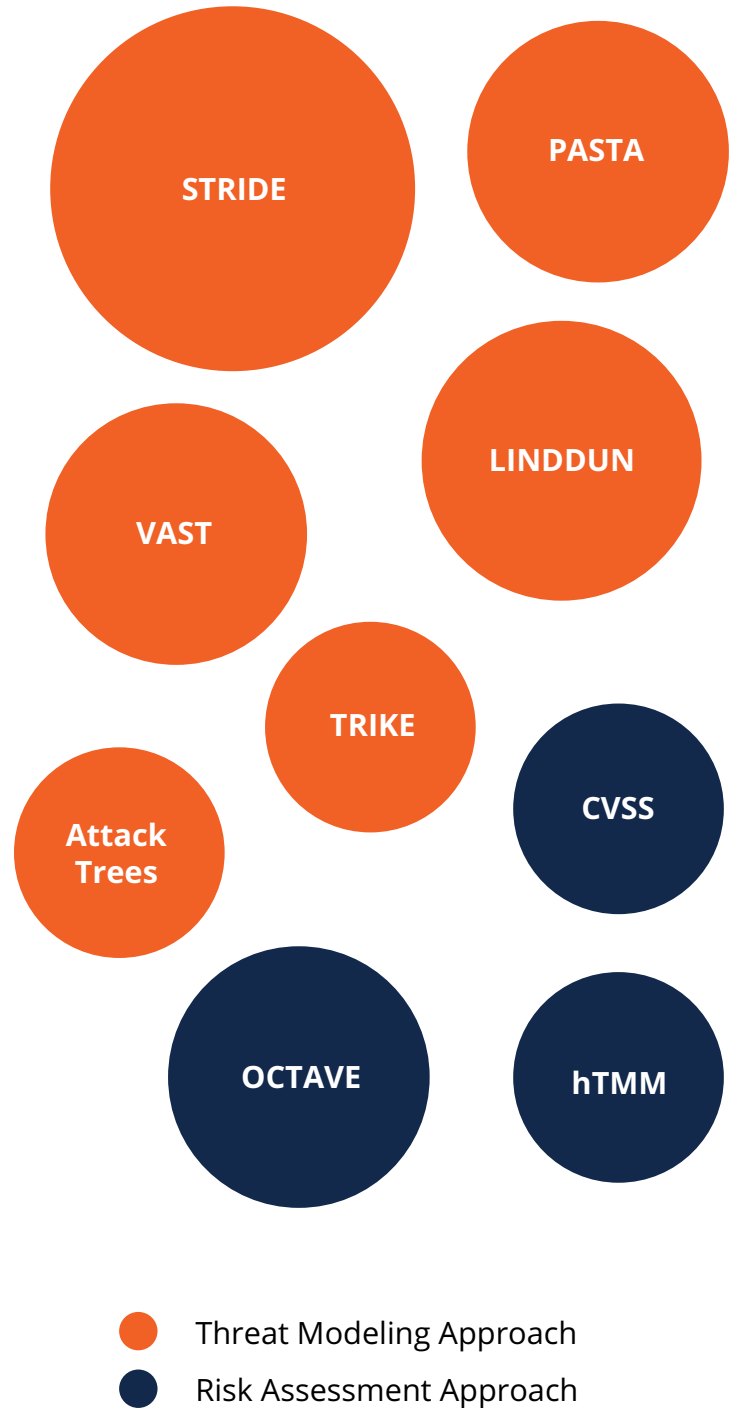 STRIDE
PASTA
LINDDUN
VAST
TRIKE
CVSS
Attack
Trees
OCTAVE
hTMM
Threat Modeling Approach
Risk Assessment Approach